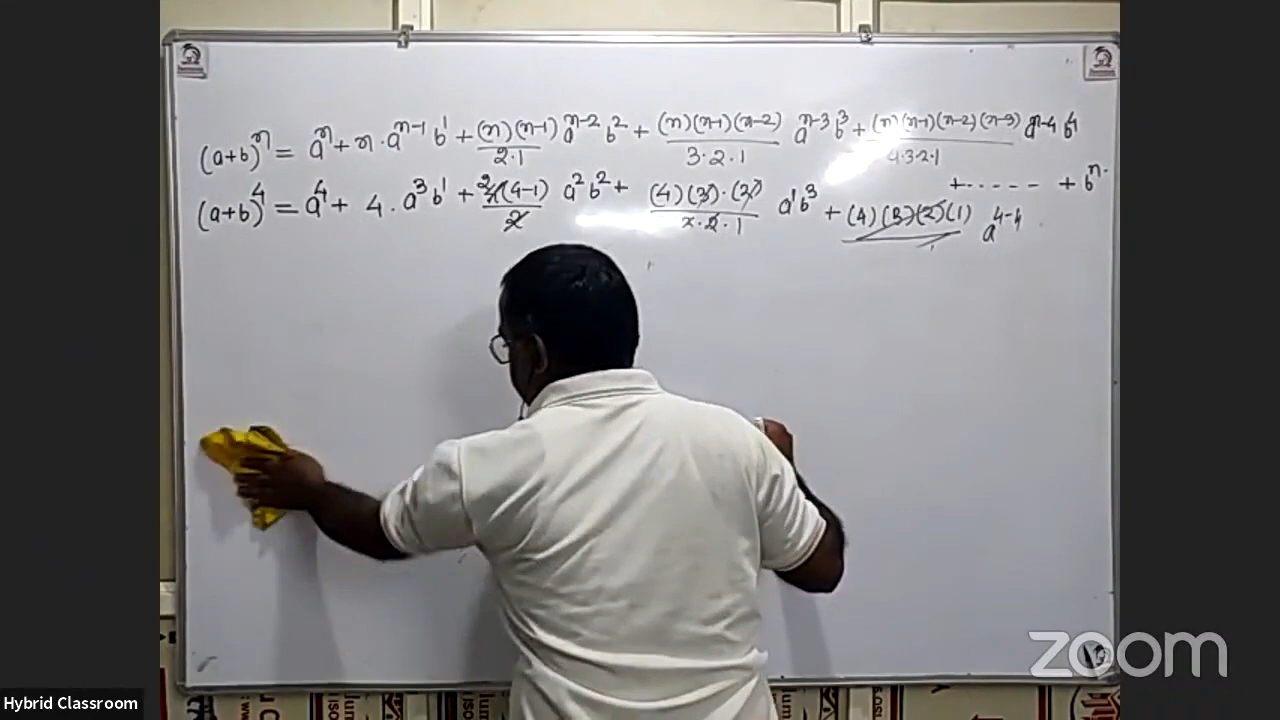 (a+b)^n = a^n + n · a^(n-1) b^1 + (n)(n-1)/2·1 a^(n-2) b^2 + (n)(n-1)(n-2)/3·2·1 a^(n-3) b^3 + (n)(n-1)(n-2)(n-3)/4·3·2·1 a^(n-4) b^4
+ ----- + b^n.
(a+b)^4 = a^4 + 4 · a^3 b^1 + 4(4-1)/2 a^2 b^2 + (4)(3)·(2)/3·2·1 a^1 b^3 + (4)(3)(2)(1) a^(4-4)
zoom
Hybrid Classroom